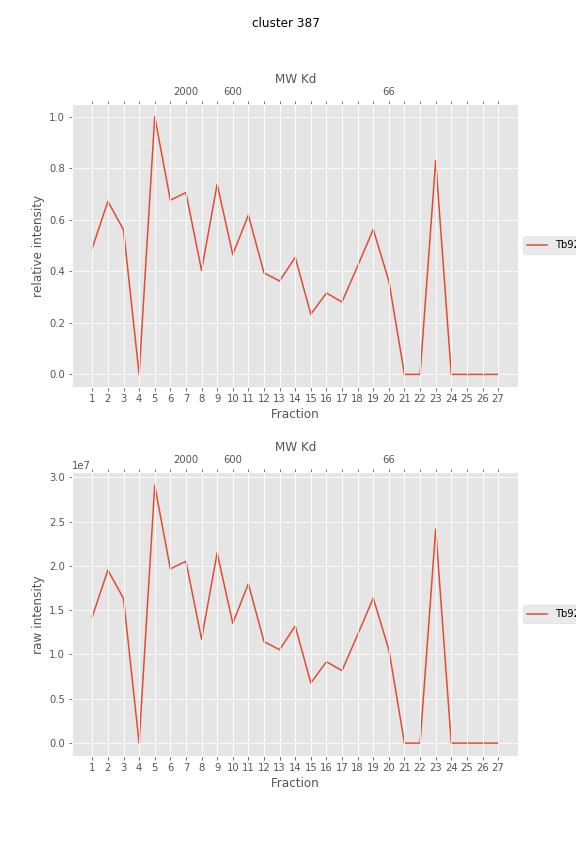 cluster 387
MW Kd
2000 600 66
1.0
0.8
0.6
0.4
0.2
0.0
relative intensity
Tb92
1 2 3 4 5 6 7 8 9 10 11 12 13 14 15 16 17 18 19 20 21 22 23 24 25 26 27
Fraction
MW Kd
2000 600 66
1e7
3.0
2.5
2.0
1.5
1.0
0.5
0.0
raw intensity
Tb92
1 2 3 4 5 6 7 8 9 10 11 12 13 14 15 16 17 18 19 20 21 22 23 24 25 26 27
Fraction